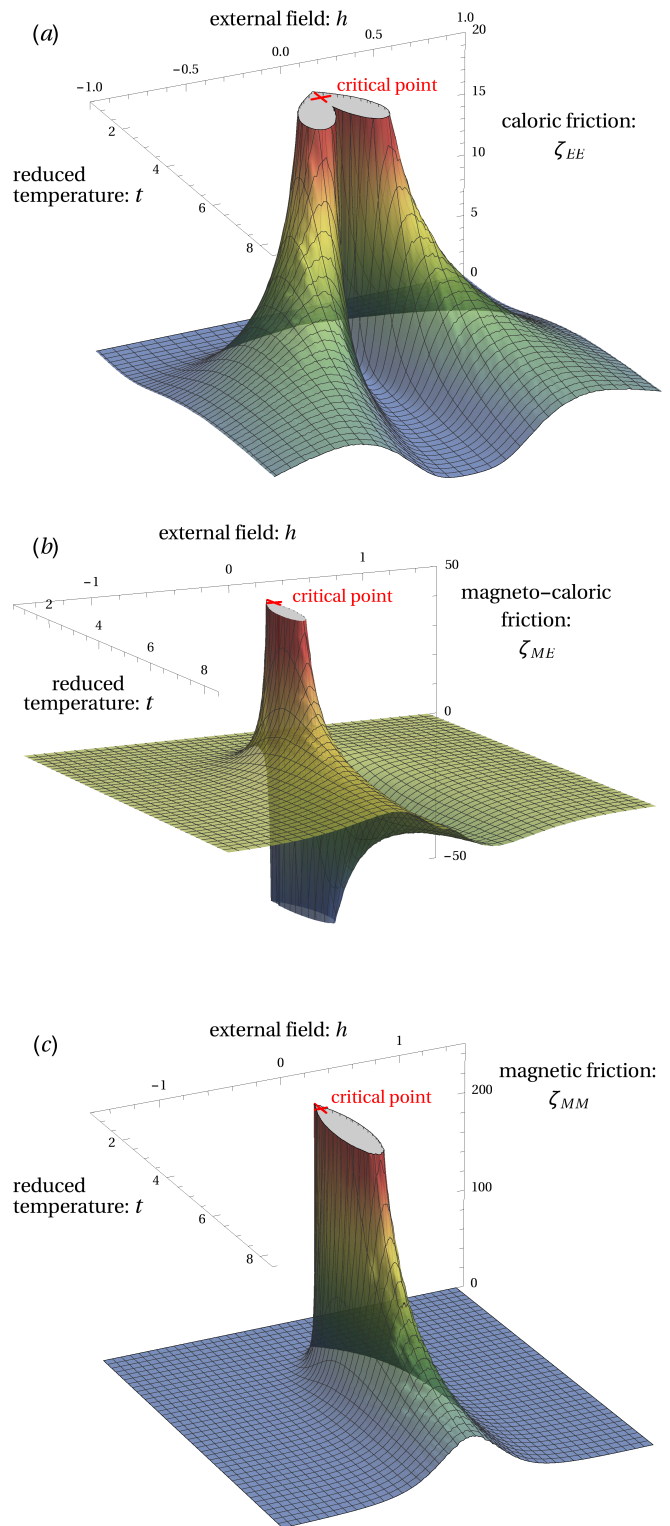 (a)
external field: h
-1.0
-0.5
0.0
0.5
1.0
critical point
20
15
10
5
0
caloric friction:
ζEE
reduced
temperature: t
2
4
6
8
(b)
external field: h
-1
0
1
critical point
50
0
-50
magneto-caloric
friction:
ζME
reduced
temperature: t
2
4
6
8
(c)
external field: h
-1
0
1
critical point
200
100
0
magnetic friction:
ζMM
reduced
temperature: t
2
4
6
8